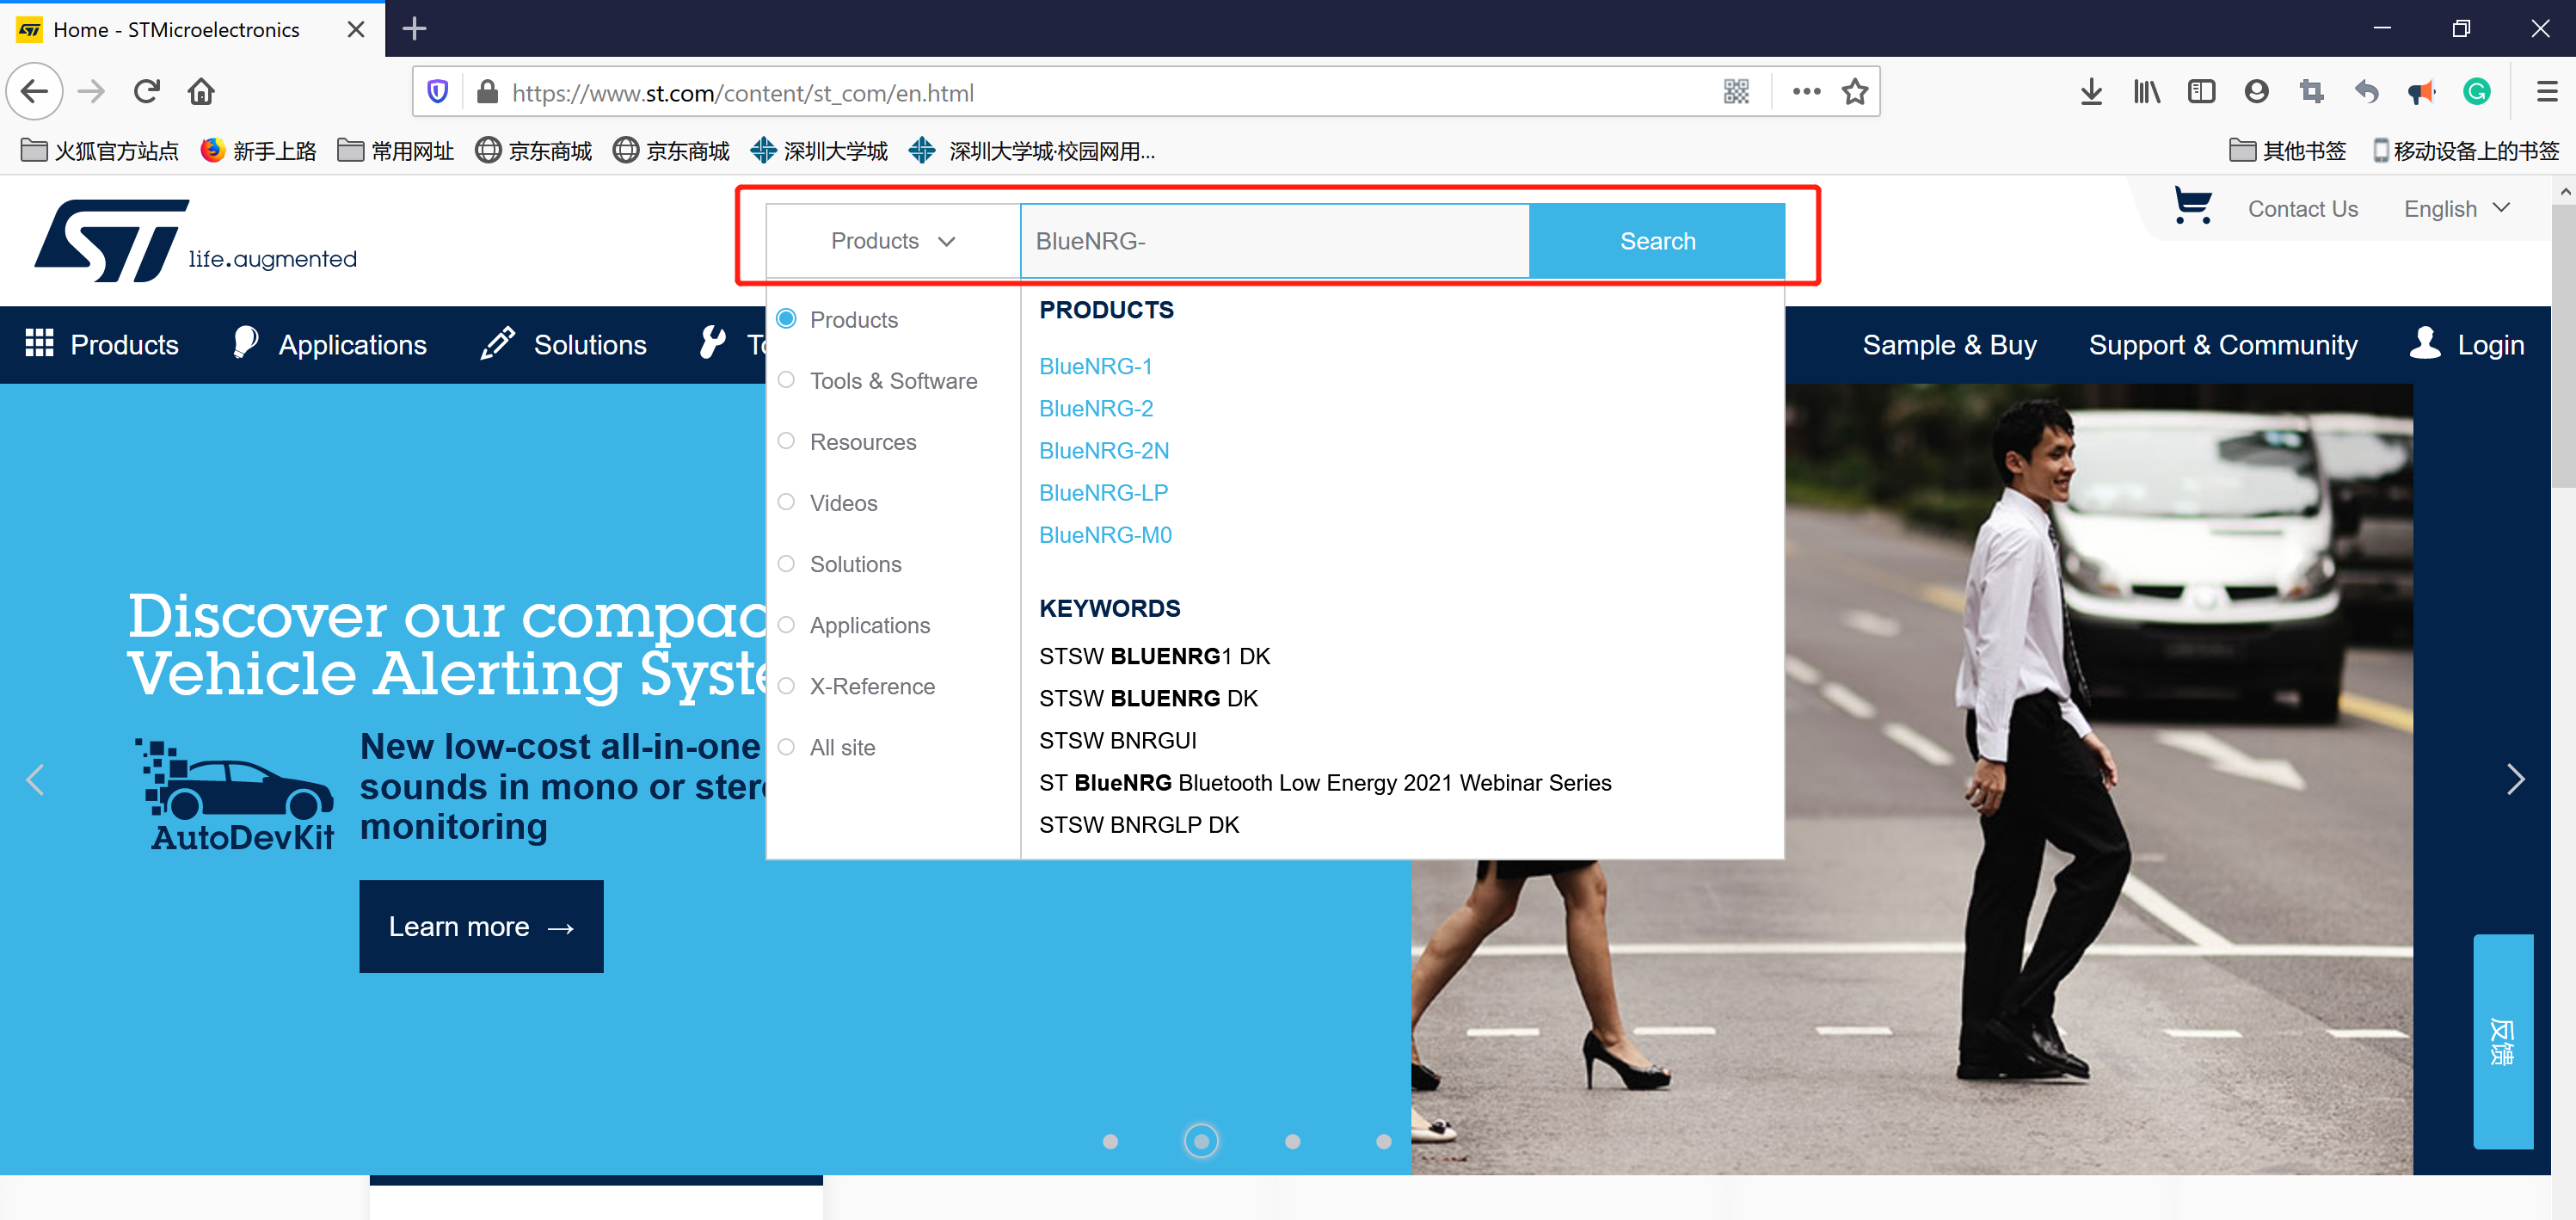 Home - STMicroelectronics
https://www.st.com/content/st_com/en.html
火狐官方站点 新手上路 常用网址 京东商城 京东商城 深圳大学城 深圳大学城·校园网用... 其他书签 移动设备上的书签
ST life.augmented
Products BlueNRG- Search
Contact Us English
Products Applications Solutions To Sample & Buy Support & Community Login
Products
Tools & Software
Resources
Videos
Solutions
Applications
X-Reference
All site
PRODUCTS
BlueNRG-1
BlueNRG-2
BlueNRG-2N
BlueNRG-LP
BlueNRG-M0
KEYWORDS
STSW BLUENRG1 DK
STSW BLUENRG DK
STSW BNRGUI
ST BlueNRG Bluetooth Low Energy 2021 Webinar Series
STSW BNRGLP DK
Discover our compac
Vehicle Alerting Syste
AutoDevKit
New low-cost all-in-one
sounds in mono or stere
monitoring
Learn more →
反馈